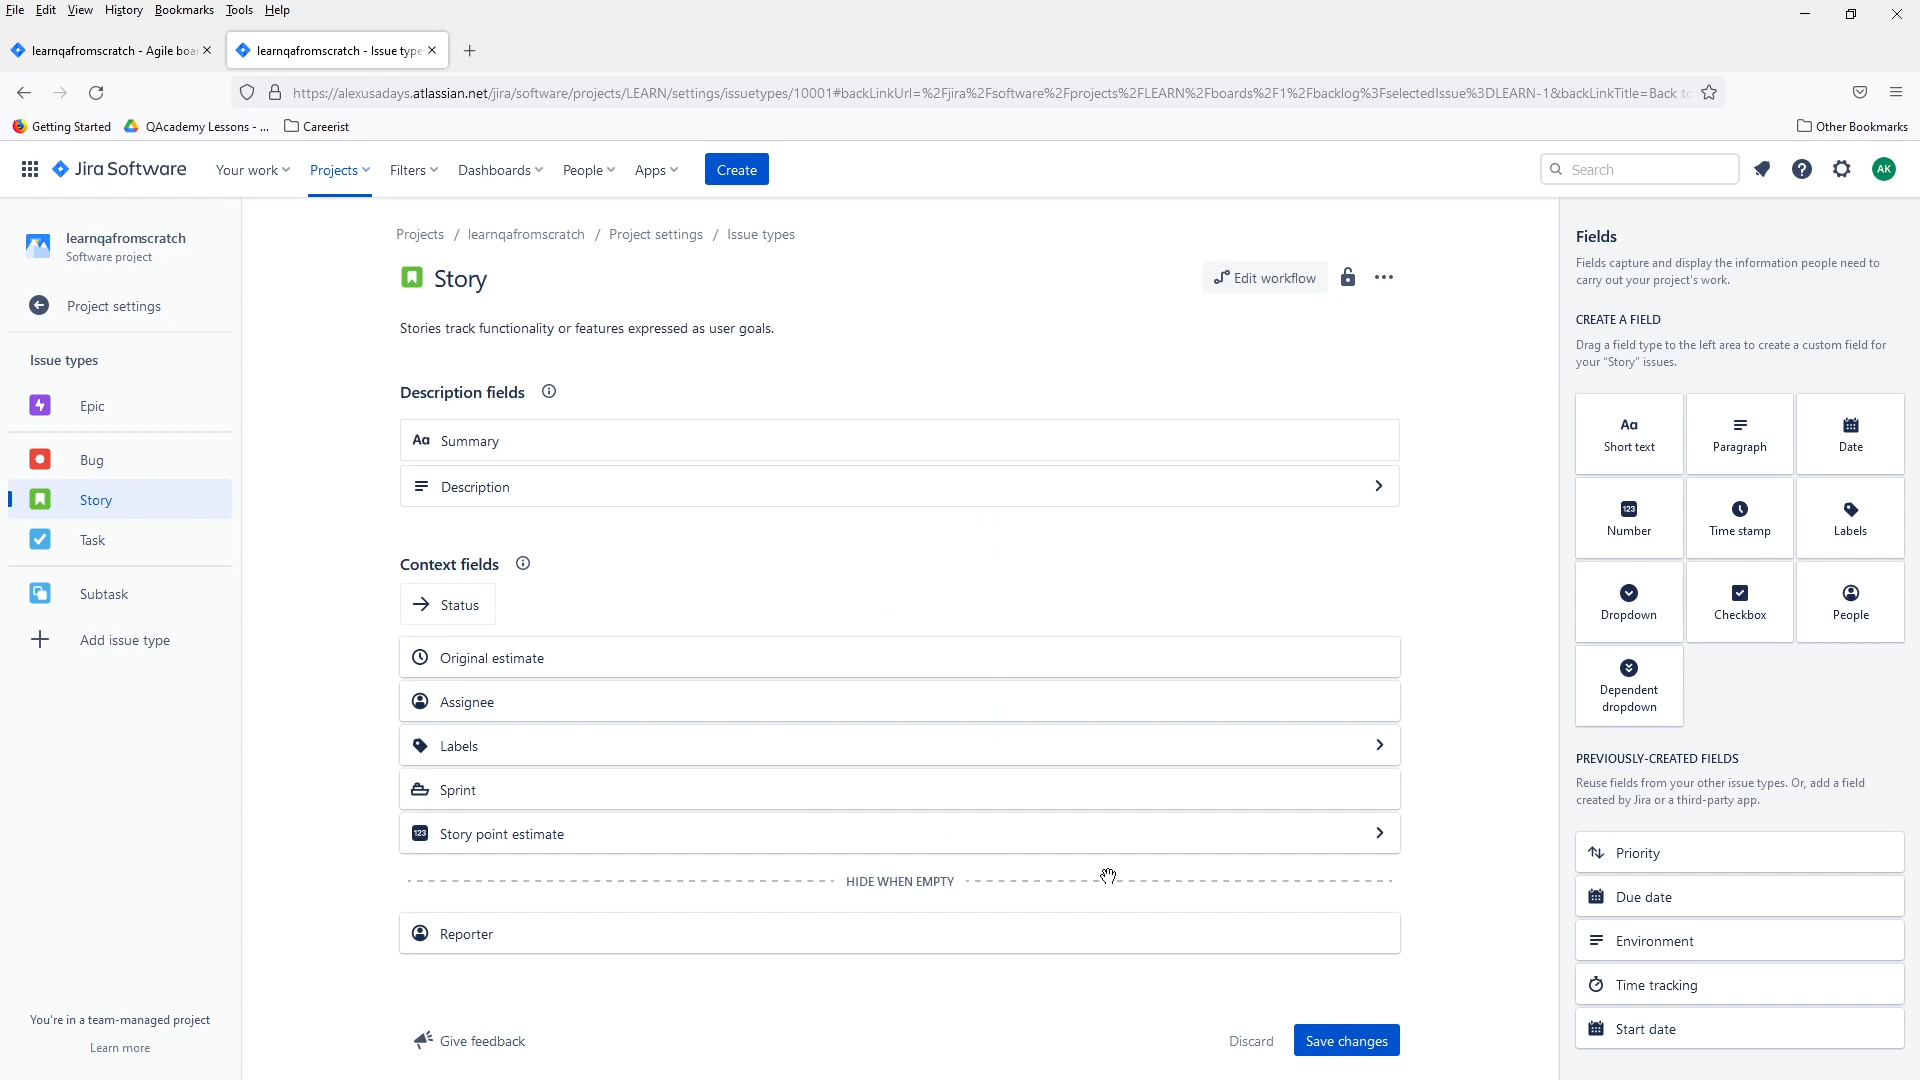 File Edit View History Bookmarks Tools Help
learnqafromscratch - Agile boar
learnqafromscratch - Issue type
https://alexusadays.atlassian.net/jira/software/projects/LEARN/settings/issuetypes/10001#backLinkUrl=%2Fjira%2Fsoftware%2Fprojects%2FLEARN%2Fboards%2F1%2Fbacklog%3FselectedIssue%3DLEARN-1&backLinkTitle=Back to
Getting Started QAcademy Lessons - ... Careerist Other Bookmarks
Jira Software Your work Projects Filters Dashboards People Apps Create Search AK
learnqafromscratch
Software project
Project settings
Issue types
Epic
Bug
Story
Task
Subtask
Add issue type
You're in a team-managed project
Learn more
Projects / learnqafromscratch / Project settings / Issue types
Story
Edit workflow
Stories track functionality or features expressed as user goals.
Description fields
Aa Summary
Description
Context fields
Status
Original estimate
Assignee
Labels
Sprint
123 Story point estimate
HIDE WHEN EMPTY
Reporter
Give feedback
Discard
Save changes
Fields
Fields capture and display the information people need to
carry out your project's work.
CREATE A FIELD
Drag a field type to the left area to create a custom field for
your "Story" issues.
Aa
Short text
Paragraph
Date
123
Number
Time stamp
Labels
Dropdown
Checkbox
People
Dependent
dropdown
PREVIOUSLY-CREATED FIELDS
Reuse fields from your other issue types. Or, add a field
created by Jira or a third-party app.
Priority
Due date
Environment
Time tracking
Start date